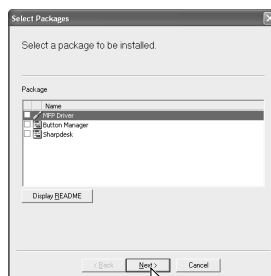 Select Packages
Select a package to be installed.
Package
Name
MFP Driver
Button Manager
Sharpdesk
Display README
< Back Next > Cancel